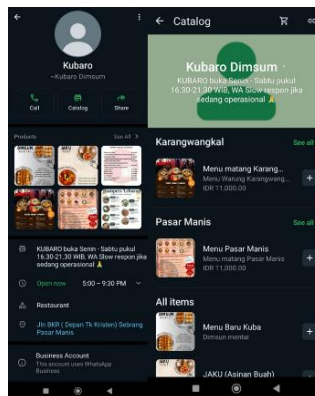 Kubaro
~Kubaro Dimsum
Call
Catalog
Share
Products
See All
KUBARO buka Senin - Sabtu pukul
16.30-21.30 WIB, WA Slow respon jika
sedang operasional 🙏
Open now
5:00 – 9:30 PM
Restaurant
Jln BKR ( Depan Tk Kristen) Sebrang
Pasar Manis
Business Account
This account uses WhatsApp
Business
Catalog
Kubaro Dimsum
KUBARO buka Senin - Sabtu pukul
16.30-21.30 WIB, WA Slow respon jika
sedang operasional 🙏
Karangwangkal
See all
Menu matang Karang...
Menu Warung Karangwang...
IDR 11,000.00
Pasar Manis
See all
Menu Pasar Manis
Menu matang Pasar Manis
IDR 11,000.00
All items
Menu Baru Kuba
Dimsum mentai
JAKU (Asinan Buah)